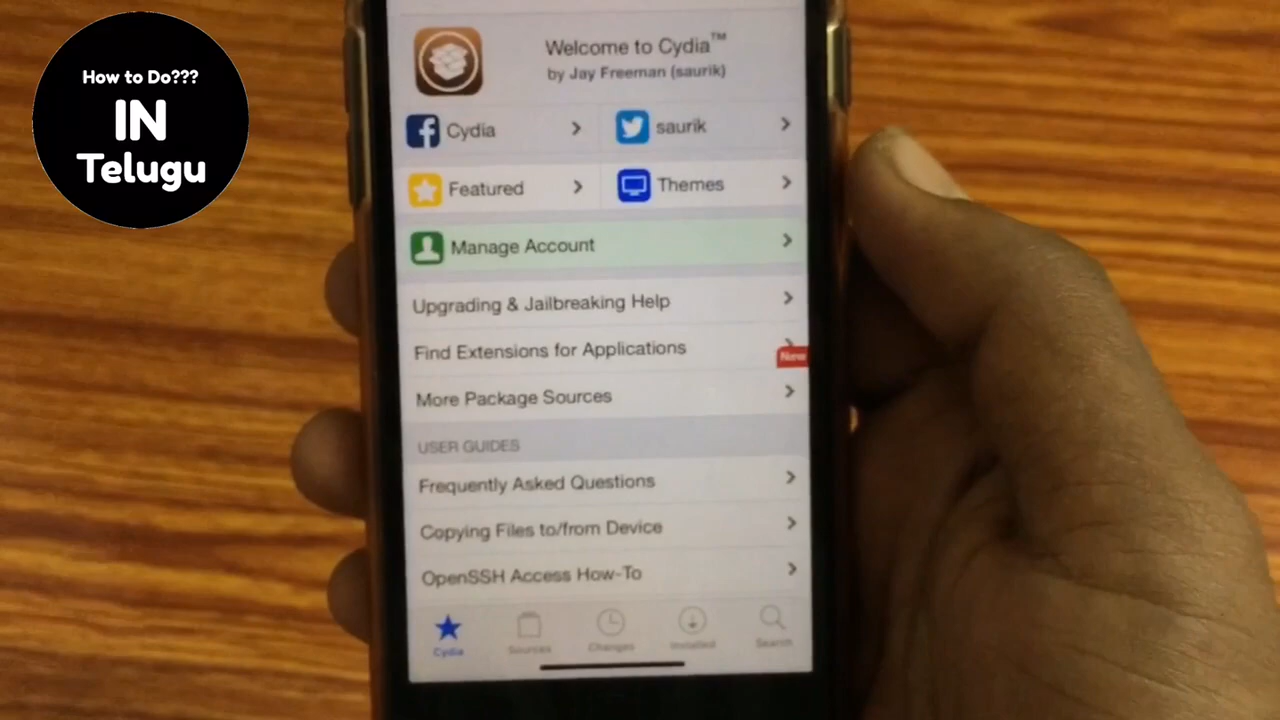 How to Do???
IN
Telugu
Welcome to Cydia™
by Jay Freeman (saurik)
Cydia
saurik
Featured
Themes
Manage Account
Upgrading & Jailbreaking Help
Find Extensions for Applications
New
More Package Sources
USER GUIDES
Frequently Asked Questions
Copying Files to/from Device
OpenSSH Access How-To
Cydia
Sources
Changes
Installed
Search